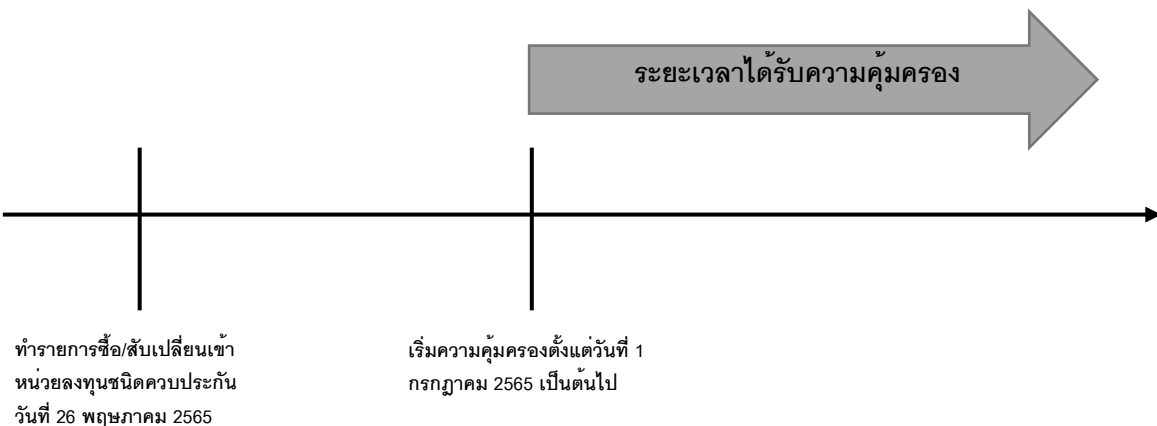 ระยะเวลาได้รับความคุ้มครอง
ทำรายการซื้อ/สับเปลี่ยนเข้า
หน่วยลงทุนชนิดควบประกัน
วันที่ 26 พฤษภาคม 2565
เริ่มความคุ้มครองตั้งแต่วันที่ 1
กรกฎาคม 2565 เป็นต้นไป